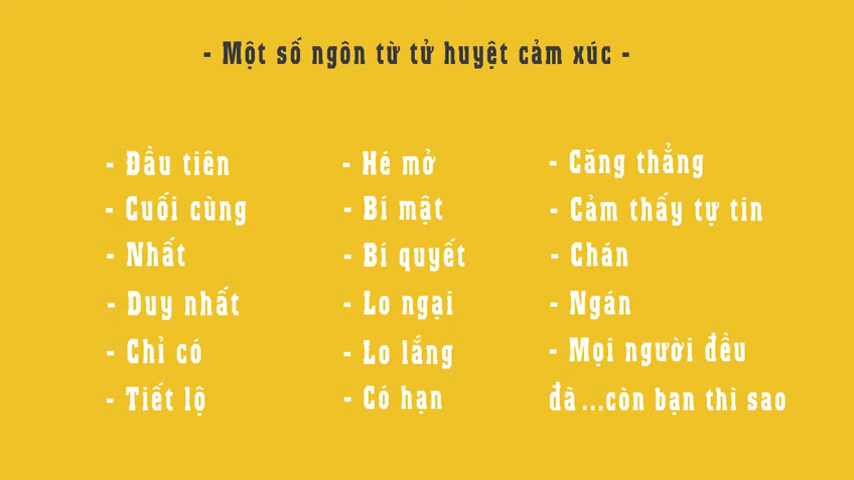 - Một số ngôn từ tử huyệt cảm xúc -
- Đầu tiên
- Cuối cùng
- Nhất
- Duy nhất
- Chỉ có
- Tiết lộ
- Hé mở
- Bí mật
- Bí quyết
- Lo ngại
- Lo lắng
- Có hạn
- Căng thẳng
- Cảm thấy tự tin
- Chán
- Ngán
- Mọi người đều
đã ...còn bạn thì sao